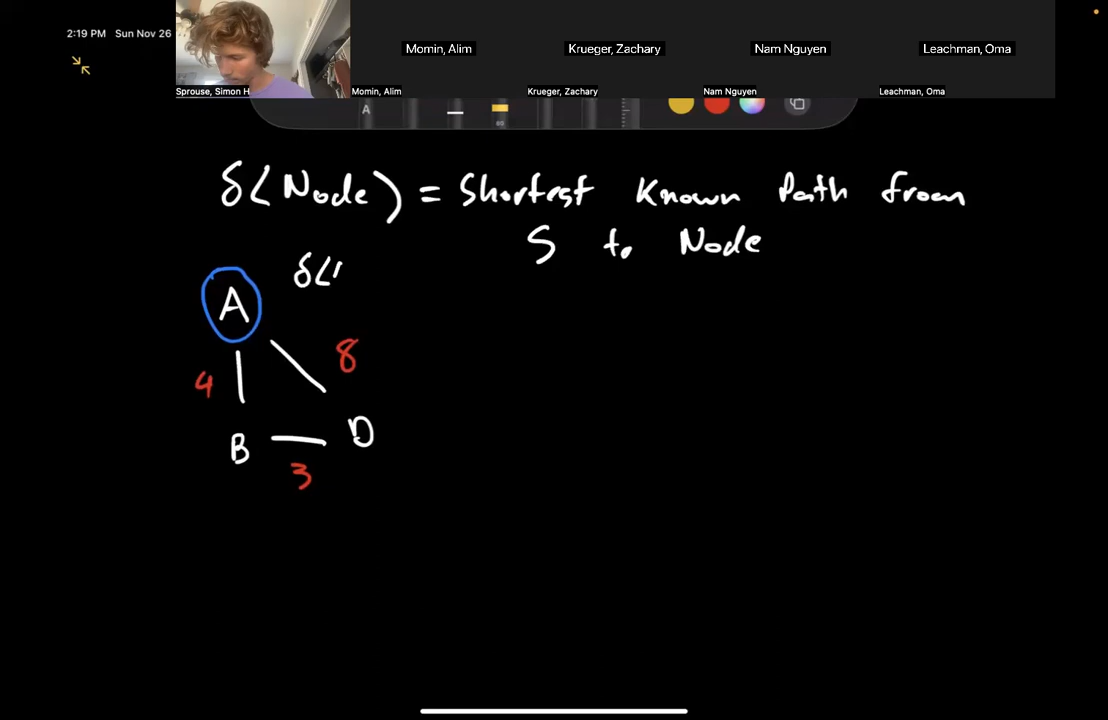 2:19 PM Sun Nov 26
Momin, Alim
Krueger, Zachary
Nam Nguyen
Leachman, Oma
Sprouse, Simon H
Momin, Alim
Krueger, Zachary
Nam Nguyen
Leachman, Oma
A
80
δ(Node) = Shortest Known Path from
S to Node
δ(
A
8
4
B
D
3